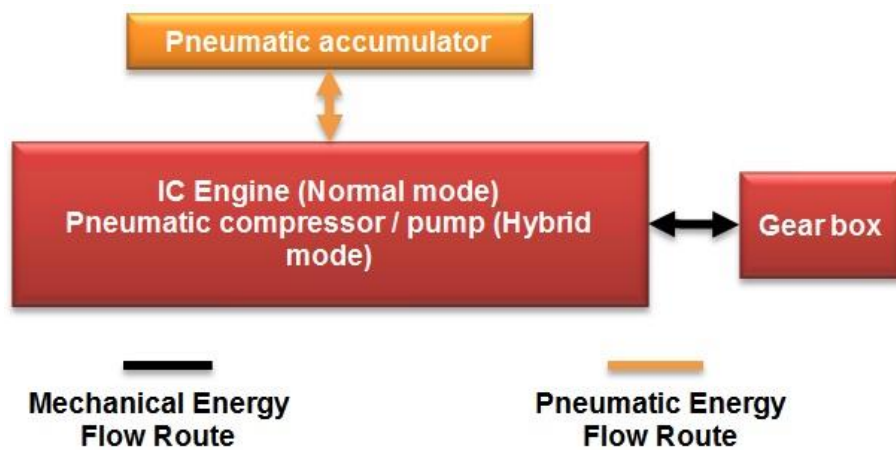 Pneumatic accumulator
IC Engine (Normal mode)
Pneumatic compressor / pump (Hybrid
mode)
Gear box
Mechanical Energy
Flow Route
Pneumatic Energy
Flow Route